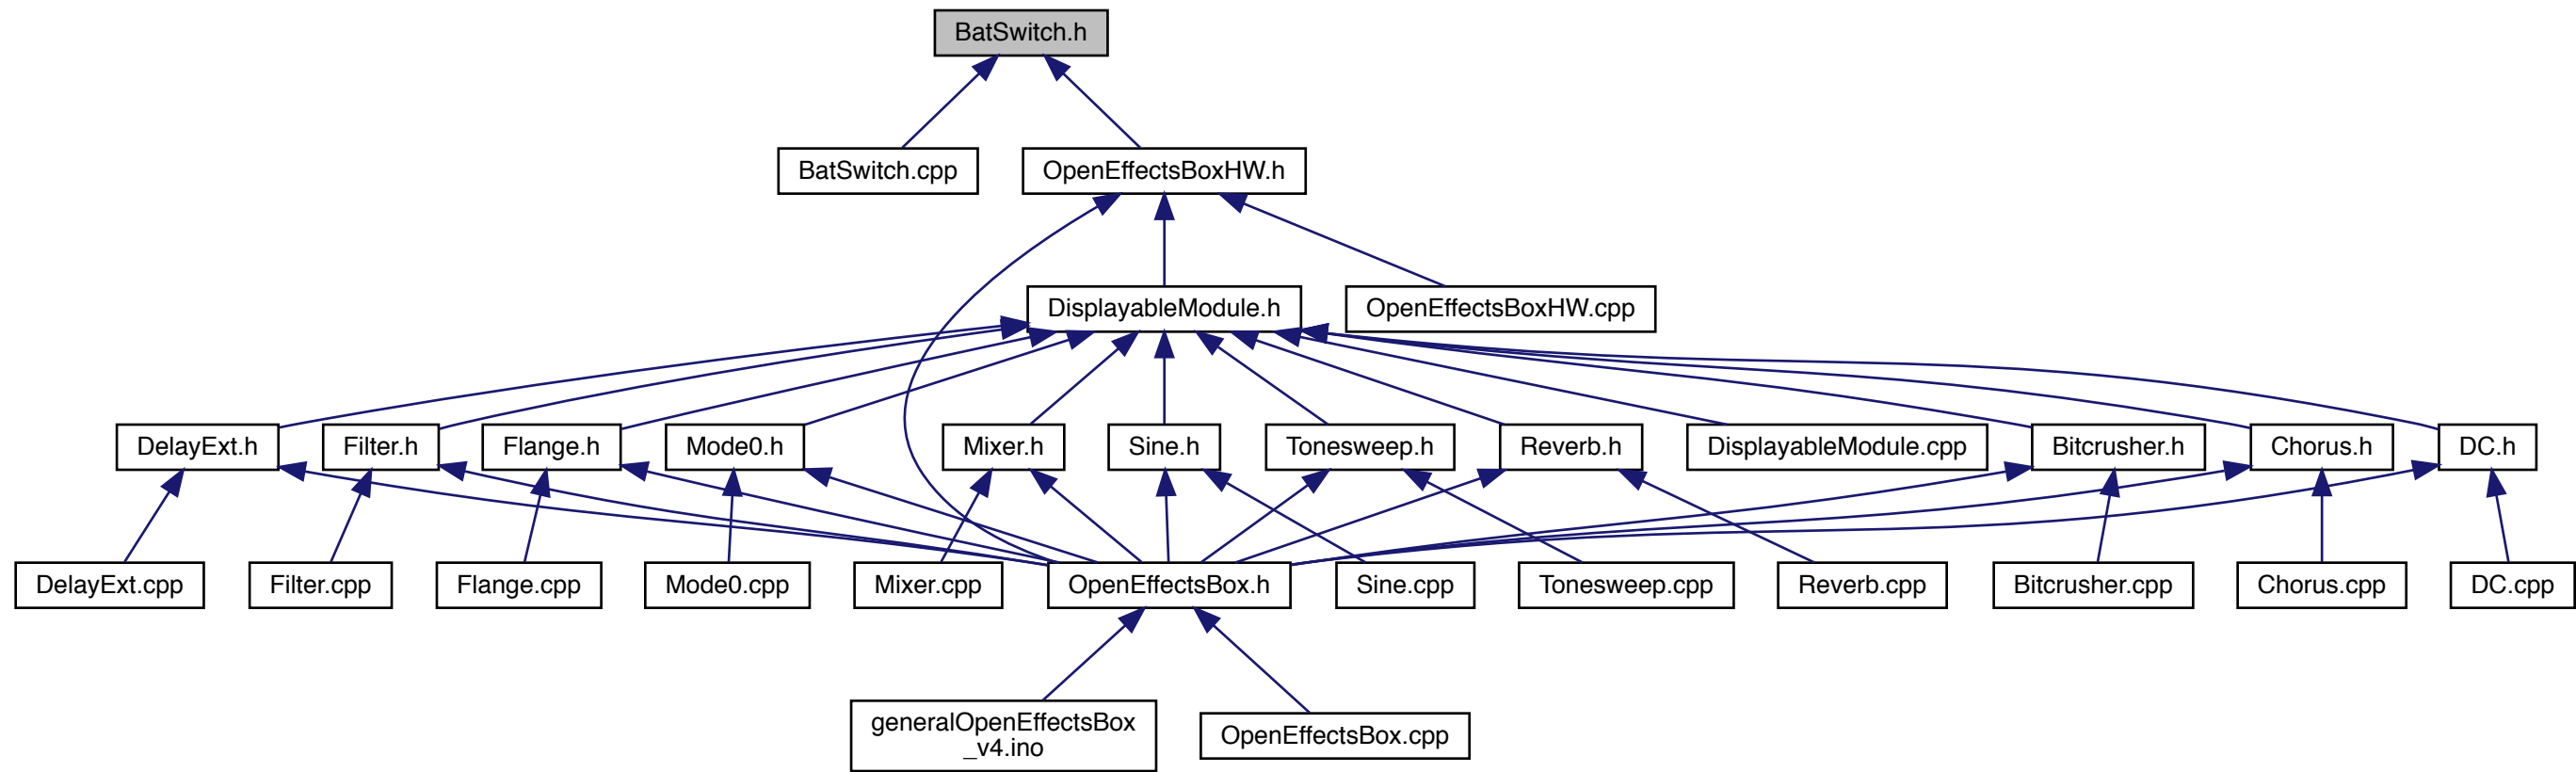 BatSwitch.h
BatSwitch.cpp
OpenEffectsBoxHW.h
DisplayableModule.h
OpenEffectsBoxHW.cpp
DelayExt.h
Filter.h
Flange.h
Mode0.h
Mixer.h
Sine.h
Tonesweep.h
Reverb.h
DisplayableModule.cpp
Bitcrusher.h
Chorus.h
DC.h
DelayExt.cpp
Filter.cpp
Flange.cpp
Mode0.cpp
Mixer.cpp
OpenEffectsBox.h
Sine.cpp
Tonesweep.cpp
Reverb.cpp
Bitcrusher.cpp
Chorus.cpp
DC.cpp
generalOpenEffectsBox
_v4.ino
OpenEffectsBox.cpp